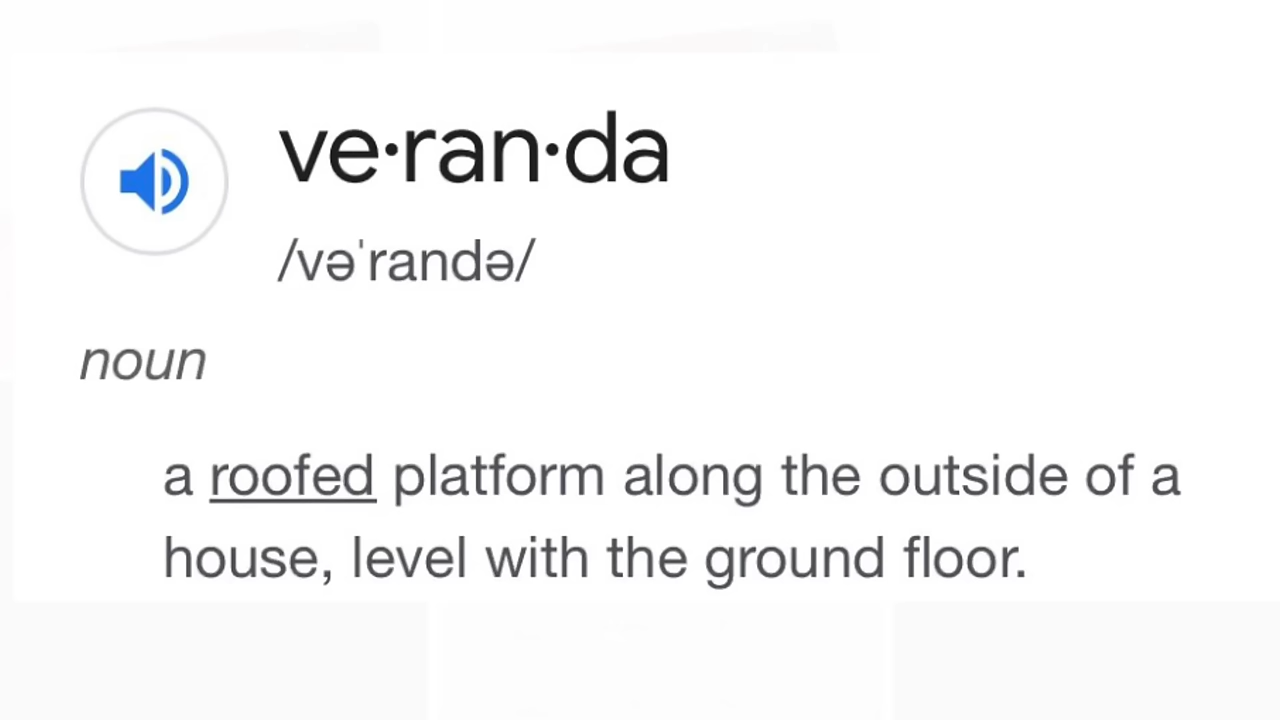 ve·ran·da
/vəˈrandə/
noun
a roofed platform along the outside of a
house, level with the ground floor.